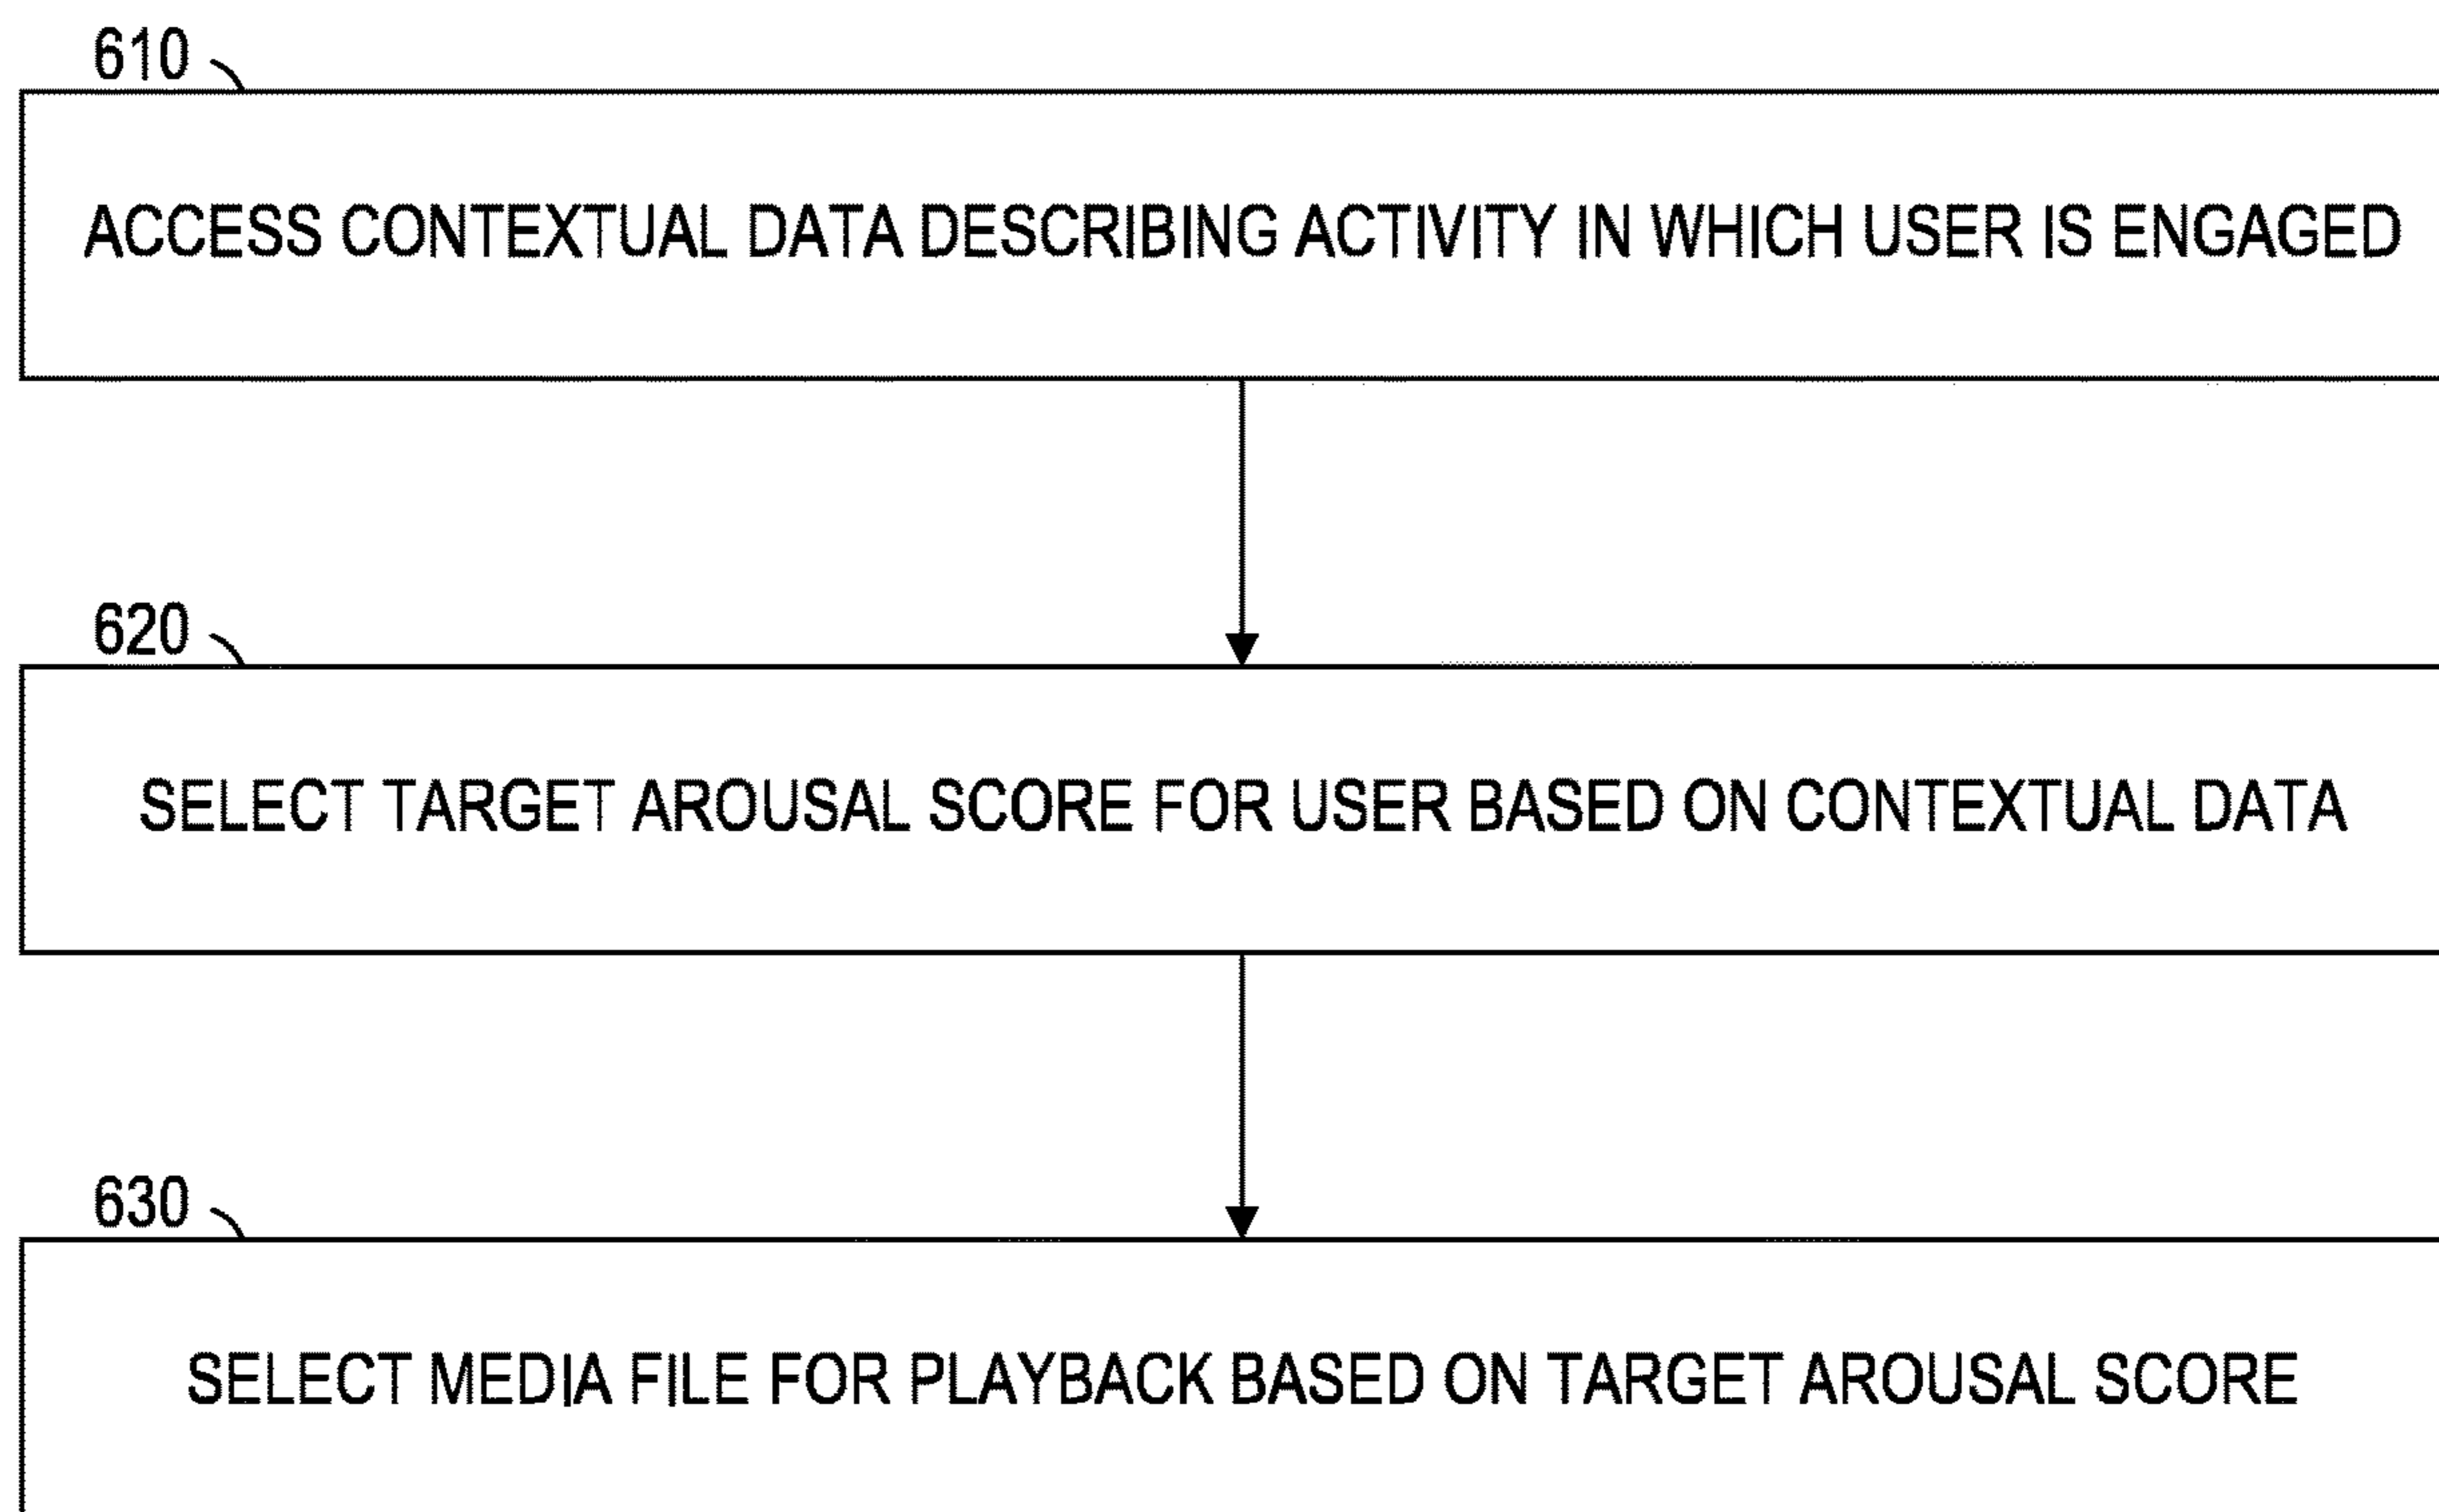 610
ACCESS CONTEXTUAL DATA DESCRIBING ACTIVITY IN WHICH USER IS ENGAGED
620
SELECT TARGET AROUSAL SCORE FOR USER BASED ON CONTEXTUAL DATA
630
SELECT MEDIA FILE FOR PLAYBACK BASED ON TARGET AROUSAL SCORE